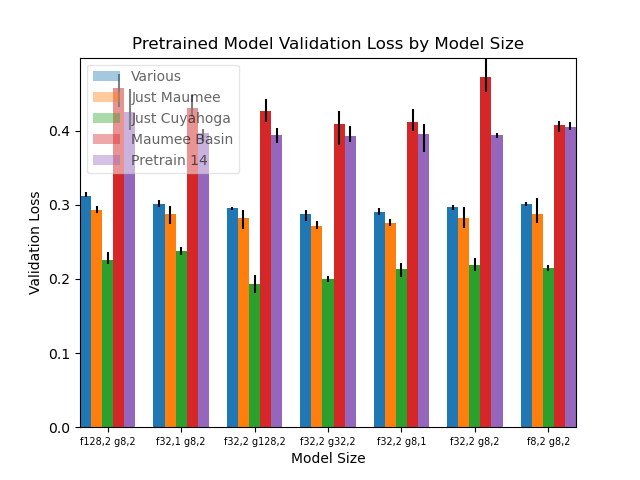 Pretrained Model Validation Loss by Model Size
Various
Just Maumee
Just Cuyahoga
Maumee Basin
Pretrain 14
Validation Loss
0.4
0.3
0.2
0.1
0.0
f128,2 g8,2 f32,1 g8,2 f32,2 g128,2 f32,2 g32,2 f32,2 g8,1 f32,2 g8,2 f8,2 g8,2
Model Size